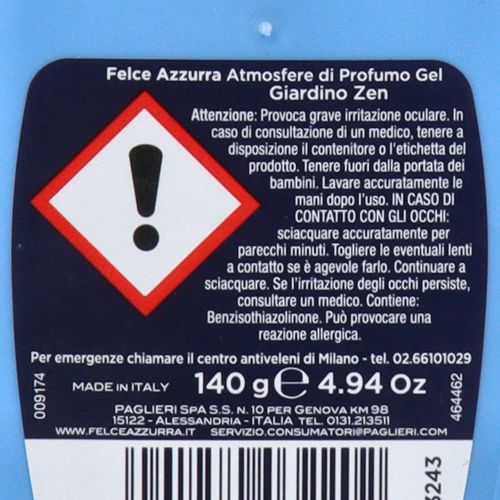 Felce Azzurra Atmosfere di Profumo Gel
Giardino Zen
Attenzione: Provoca grave irritazione oculare. In
caso di consultazione di un medico, tenere a
disposizione il contenitore o l'etichetta del
prodotto. Tenere fuori dalla portata dei
bambini. Lavare accuratamente le
mani dopo l'uso. IN CASO DI
CONTATTO CON GLI OCCHI:
sciacquare accuratamente per
parecchi minuti. Togliere le eventuali lenti
a contatto se è agevole farlo. Continuare a
sciacquare. Se l'irritazione degli occhi persiste,
consultare un medico. Contiene:
Benzisothiazolinone. Può provocare una
reazione allergica.
Per emergenze chiamare il centro antiveleni di Milano - tel. 02.66101029
009174
MADE IN ITALY 140 g ℮ 4.94 Oz
464462
PAGLIERI SPA S.S. N. 10 PER GENOVA KM 98
15122 - ALESSANDRIA - ITALIA TEL. 0131.213511
WWW.FELCEAZZURRA.IT SERVIZIO.CONSUMATORI@PAGLIERI.COM
243